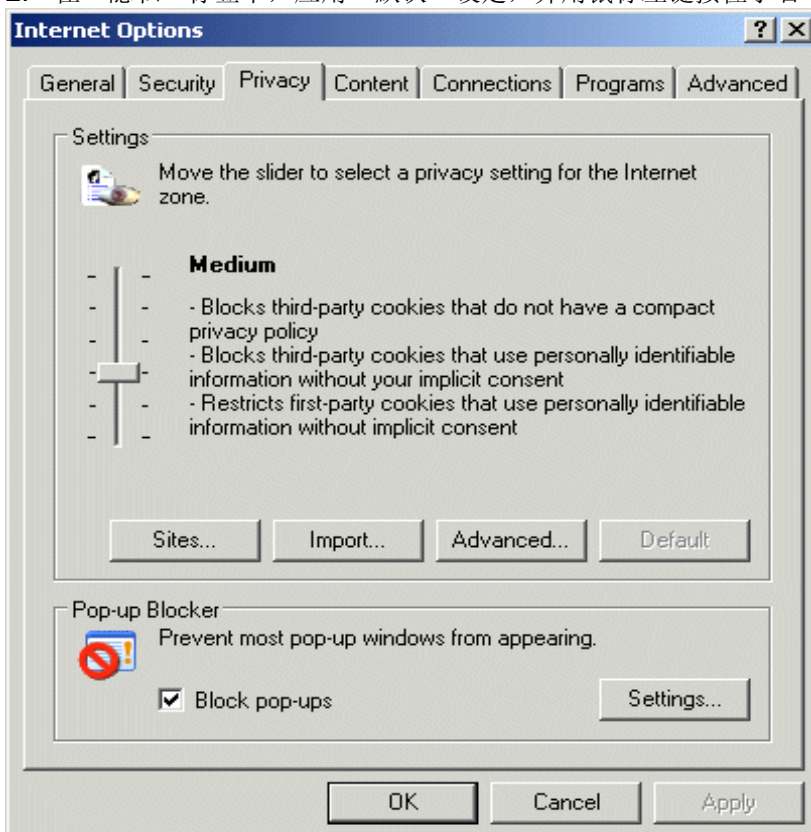 Internet Options
General Security Privacy Content Connections Programs Advanced
Settings
Move the slider to select a privacy setting for the Internet
zone.
Medium
- Blocks third-party cookies that do not have a compact
privacy policy
- Blocks third-party cookies that use personally identifiable
information without your implicit consent
- Restricts first-party cookies that use personally identifiable
information without implicit consent
Sites... Import... Advanced... Default
Pop-up Blocker
Prevent most pop-up windows from appearing.
Block pop-ups
Settings...
OK Cancel Apply